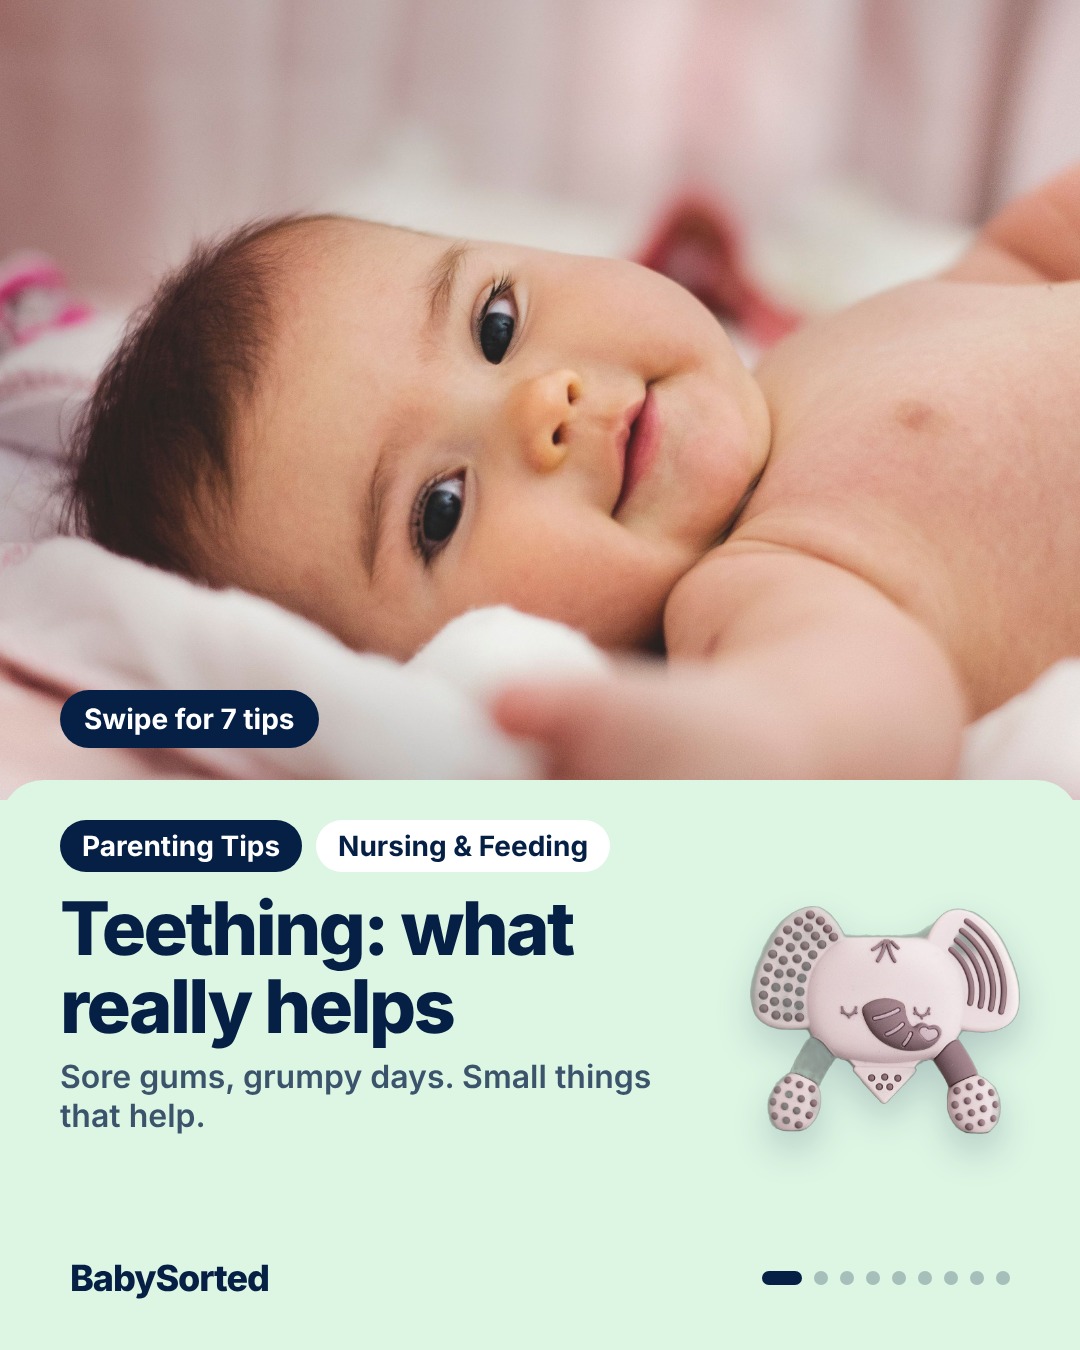 Swipe for 7 tips
Parenting Tips
Nursing & Feeding
Teething: what
really helps
Sore gums, grumpy days. Small things
that help.
BabySorted